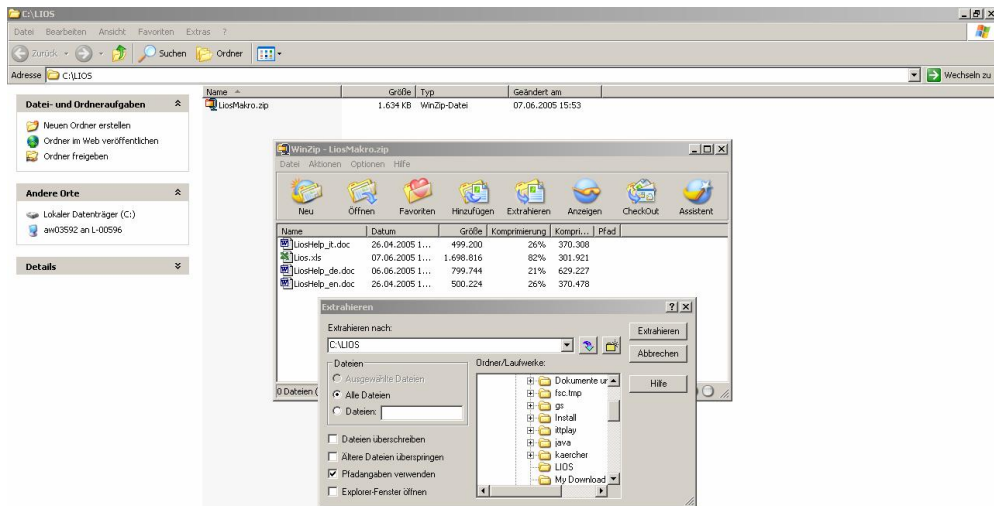 C:\LIOS
Datei Bearbeiten Ansicht Favoriten Extras ?
Zurück Suchen Ordner
Adresse C:\LIOS Wechseln zu
Name Größe Typ Geändert am
LiosMakro.zip 1.634 KB WinZip-Datei 07.06.2005 15:53
Datei- und Ordneraufgaben
Neuen Ordner erstellen
Ordner im Web veröffentlichen
Ordner freigeben
Andere Orte
Lokaler Datenträger (C:)
aw03592 an L-00596
Details
WinZip - LiosMakro.zip
Datei Aktionen Optionen Hilfe
Neu Öffnen Favoriten Hinzufügen Extrahieren Anzeigen CheckOut Assistent
Name Datum Größe Komprimierung Kompri... Pfad
LiosHelp_it.doc 26.04.2005 1... 499.200 26% 370.308
Lios.xls 07.06.2005 1... 1.698.816 82% 301.921
LiosHelp_de.doc 06.06.2005 1... 799.744 21% 629.227
LiosHelp_en.doc 26.04.2005 1... 500.224 26% 370.478
0 Dateien (
Extrahieren
Extrahieren nach:
C:\LIOS
Dateien
Ausgewählte Dateien
Alle Dateien
Dateien:
Dateien überschreiben
Ältere Dateien überspringen
Pfadangaben verwenden
Explorer-Fenster öffnen
Ordner/Laufwerke:
Dokumente ur
fsc.tmp
gs
Install
ittplay
java
kaercher
LIOS
My Download
Extrahieren
Abbrechen
Hilfe